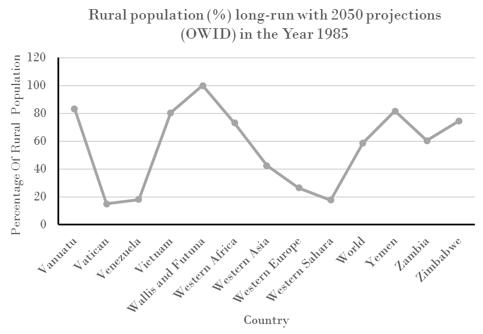 Rural population (%) long-run with 2050 projections
(OWID) in the Year 1985
Percentage Of Rural Population
120
100
80
60
40
20
0
Vanuatu
Vatican
Venezuela
Vietnam
Wallis and Futuna
Western Africa
Western Asia
Western Europe
Western Sahara
World
Yemen
Zambia
Zimbabwe
Country